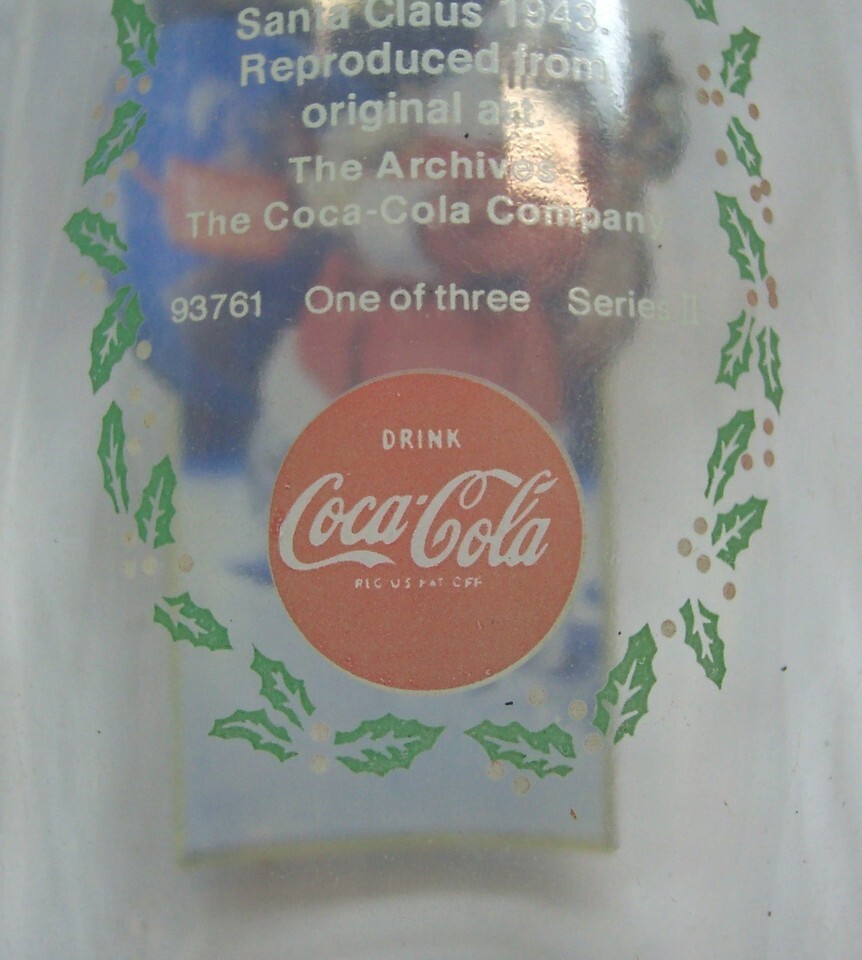 Santa Claus 1943.
Reproduced from
original art.
The Archives
The Coca-Cola Company
93761 One of three Series II
DRINK
Coca-Cola
REG US PAT OFF